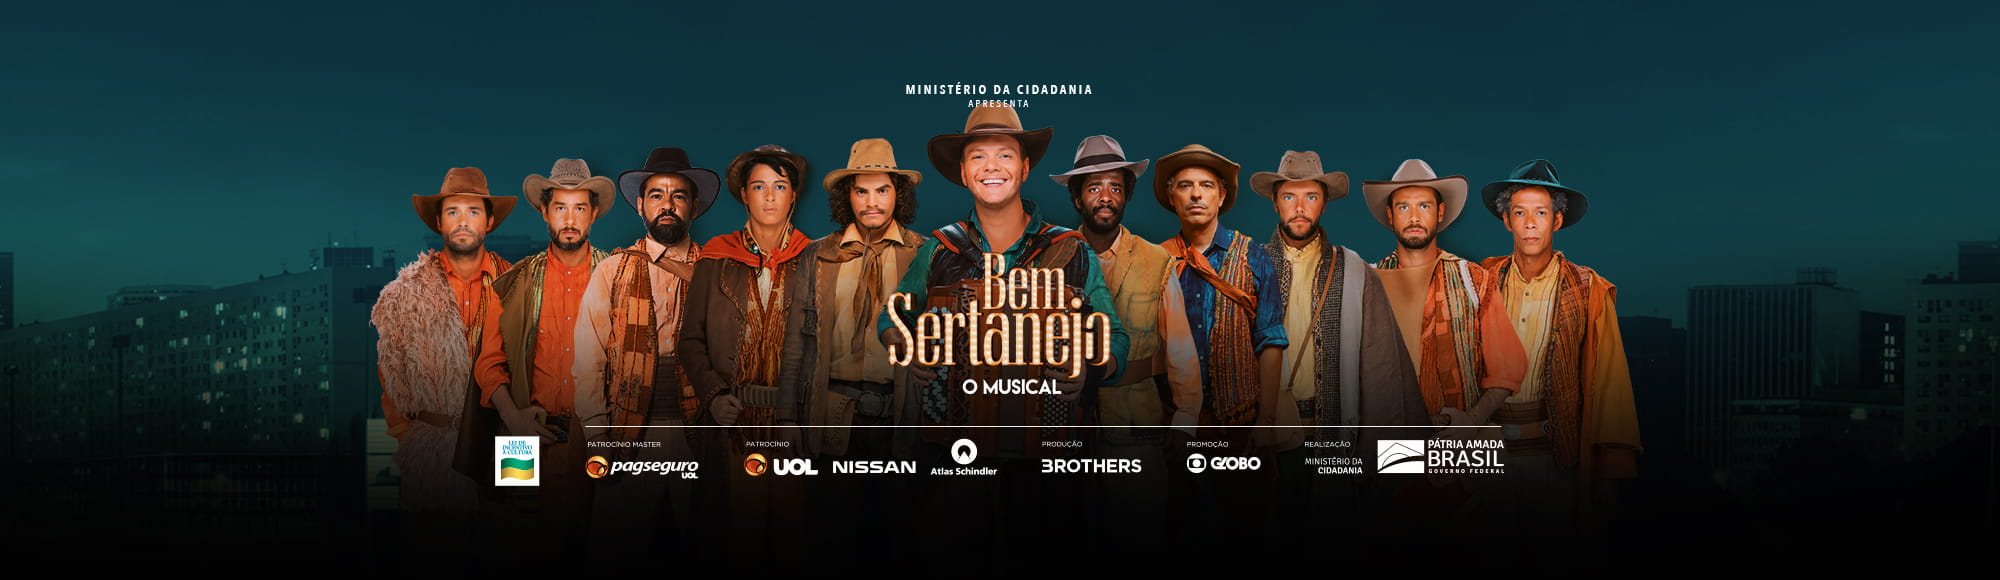 MINISTÉRIO DA CIDADANIA
APRESENTA
Bem
Sertanejo
O MUSICAL
LEI DE
INCENTIVO
À CULTURA
PATROCÍNIO MASTER
pagseguro
UOL
PATROCÍNIO
UOL
NISSAN
Atlas Schindler
PRODUÇÃO
BROTHERS
PROMOÇÃO
GLOBO
REALIZAÇÃO
MINISTÉRIO DA
CIDADANIA
PÁTRIA AMADA
BRASIL
GOVERNO FEDERAL